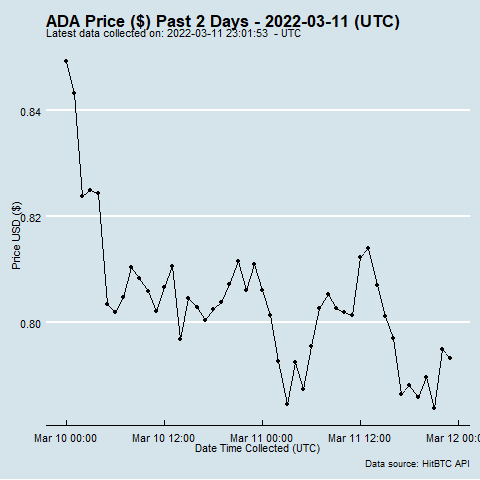 ADA Price ($) Past 2 Days - 2022-03-11 (UTC)
Latest data collected on: 2022-03-11 23:01:53 - UTC
0.84
0.82
0.80
Price USD ($)
Mar 10 00:00 Mar 10 12:00 Mar 11 00:00 Mar 11 12:00 Mar 12 00:0
Date Time Collected (UTC)
Data source: HitBTC API